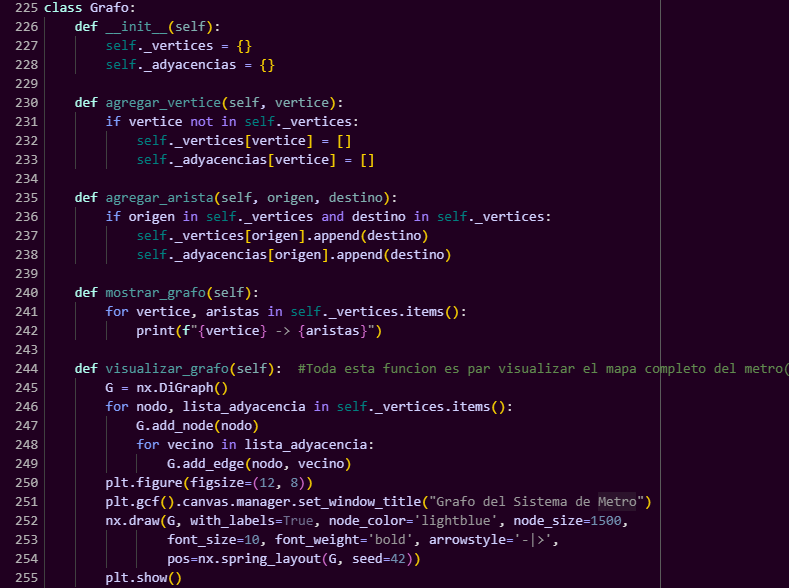 225 class Grafo:
226     def __init__(self):
227         self._vertices = {}
228         self._adyacencias = {}
229
230     def agregar_vertice(self, vertice):
231         if vertice not in self._vertices:
232             self._vertices[vertice] = []
233             self._adyacencias[vertice] = []
234
235     def agregar_arista(self, origen, destino):
236         if origen in self._vertices and destino in self._vertices:
237             self._vertices[origen].append(destino)
238             self._adyacencias[origen].append(destino)
239
240     def mostrar_grafo(self):
241         for vertice, aristas in self._vertices.items():
242             print(f"{vertice} -> {aristas}")
243
244     def visualizar_grafo(self):  #Toda esta funcion es par visualizar el mapa completo del metro(
245         G = nx.DiGraph()
246         for nodo, lista_adyacencia in self._vertices.items():
247             G.add_node(nodo)
248             for vecino in lista_adyacencia:
249                 G.add_edge(nodo, vecino)
250         plt.figure(figsize=(12, 8))
251         plt.gcf().canvas.manager.set_window_title("Grafo del Sistema de Metro")
252         nx.draw(G, with_labels=True, node_color='lightblue', node_size=1500,
253                 font_size=10, font_weight='bold', arrowstyle='-|>',
254                 pos=nx.spring_layout(G, seed=42))
255         plt.show()